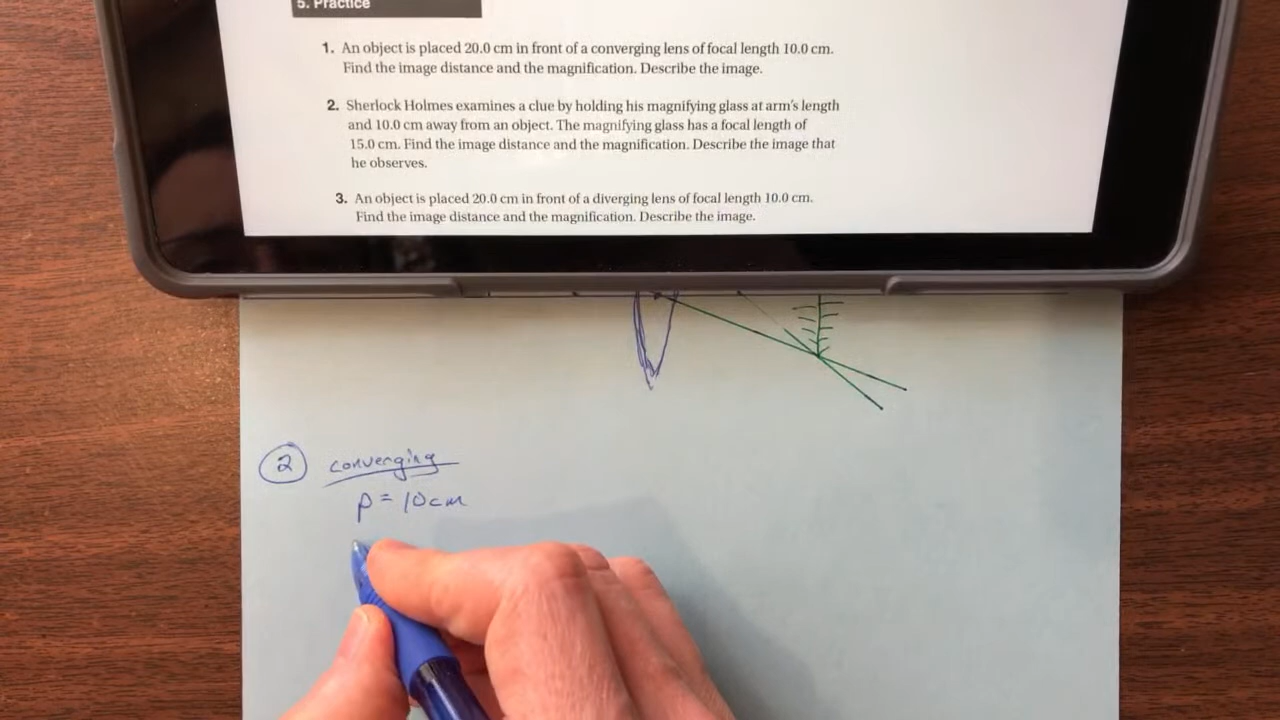 5. Practice
1. An object is placed 20.0 cm in front of a converging lens of focal length 10.0 cm.
Find the image distance and the magnification. Describe the image.
2. Sherlock Holmes examines a clue by holding his magnifying glass at arm's length
and 10.0 cm away from an object. The magnifying glass has a focal length of
15.0 cm. Find the image distance and the magnification. Describe the image that
he observes.
3. An object is placed 20.0 cm in front of a diverging lens of focal length 10.0 cm.
Find the image distance and the magnification. Describe the image.
2 converging
p = 10cm